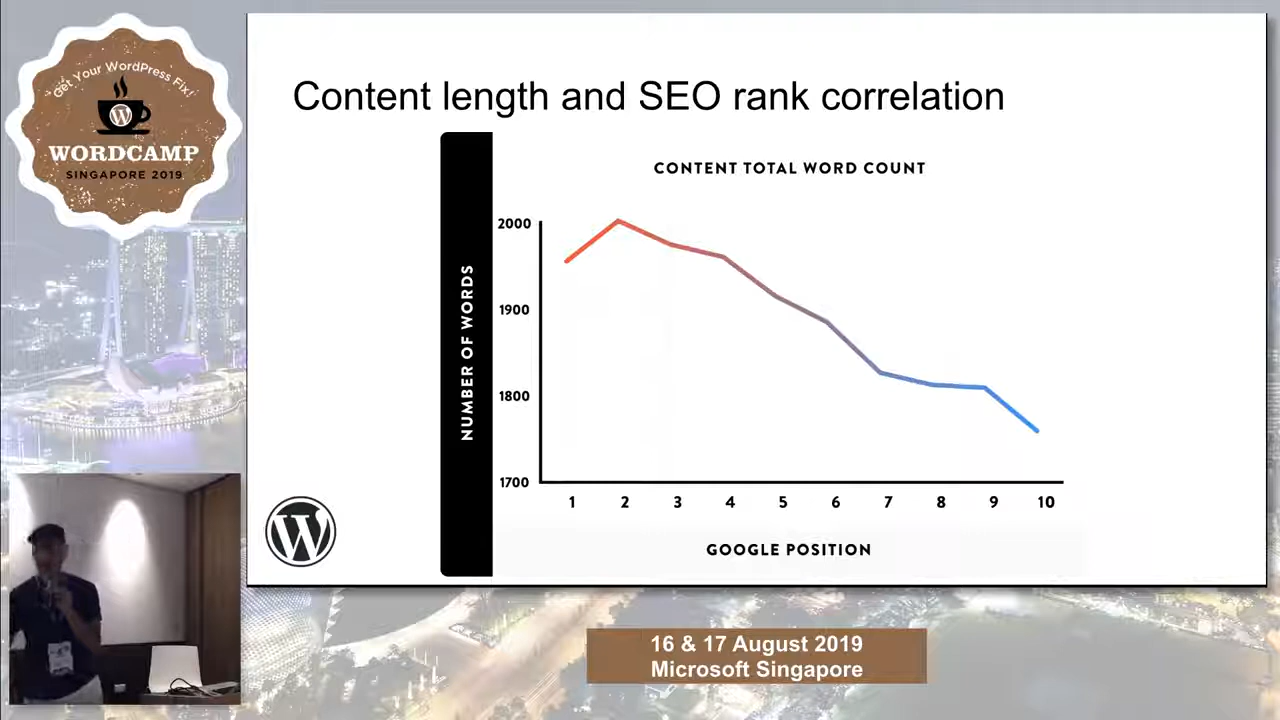 Get Your WordPress Fix!
WORDCAMP
SINGAPORE 2019
Content length and SEO rank correlation
CONTENT TOTAL WORD COUNT
NUMBER OF WORDS
2000
1900
1800
1700
1 2 3 4 5 6 7 8 9 10
GOOGLE POSITION
16 & 17 August 2019
Microsoft Singapore